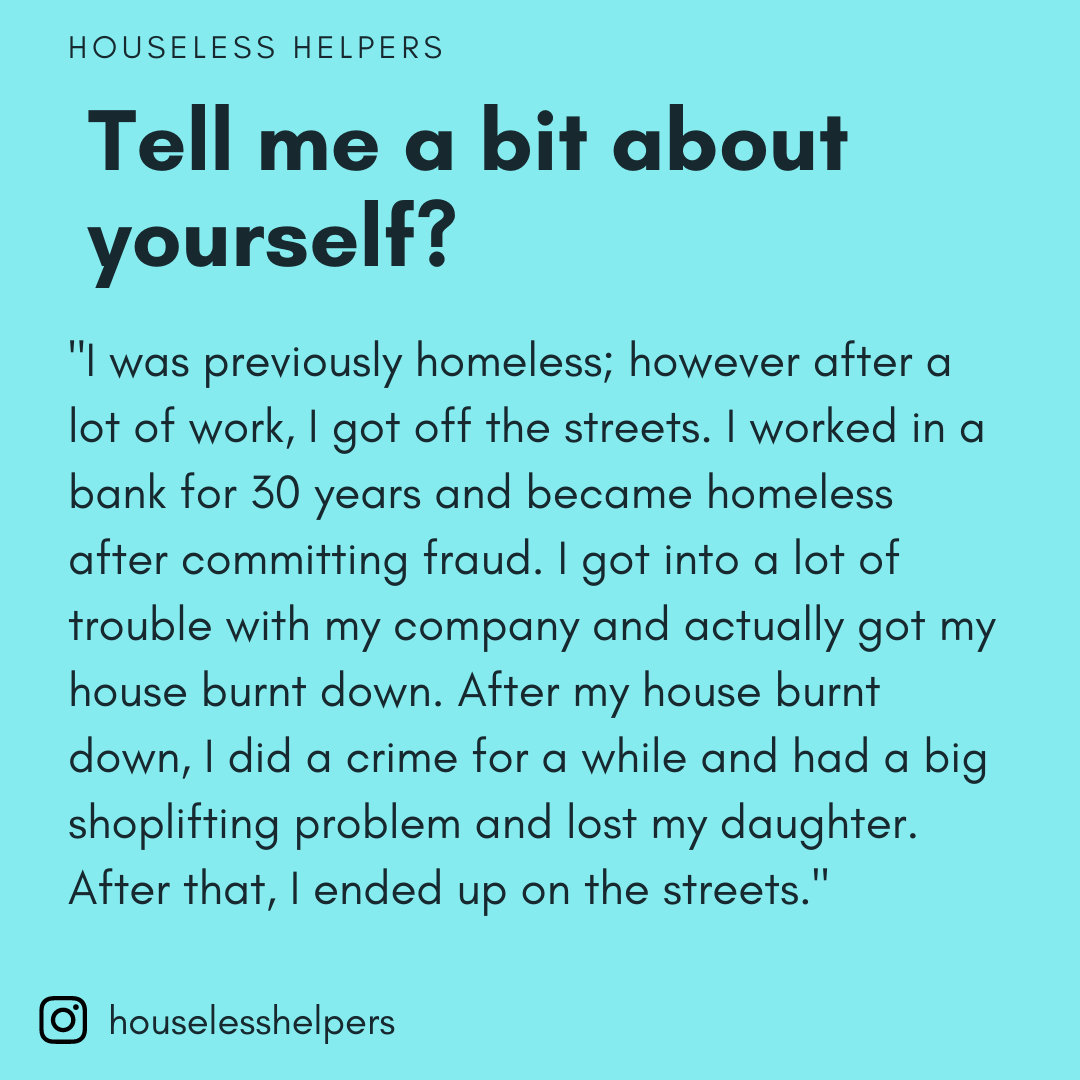 HOUSELESS HELPERS
Tell me a bit about
yourself?
"I was previously homeless; however after a
lot of work, I got off the streets. I worked in a
bank for 30 years and became homeless
after committing fraud. I got into a lot of
trouble with my company and actually got my
house burnt down. After my house burnt
down, I did a crime for a while and had a big
shoplifting problem and lost my daughter.
After that, I ended up on the streets."
houselesshelpers